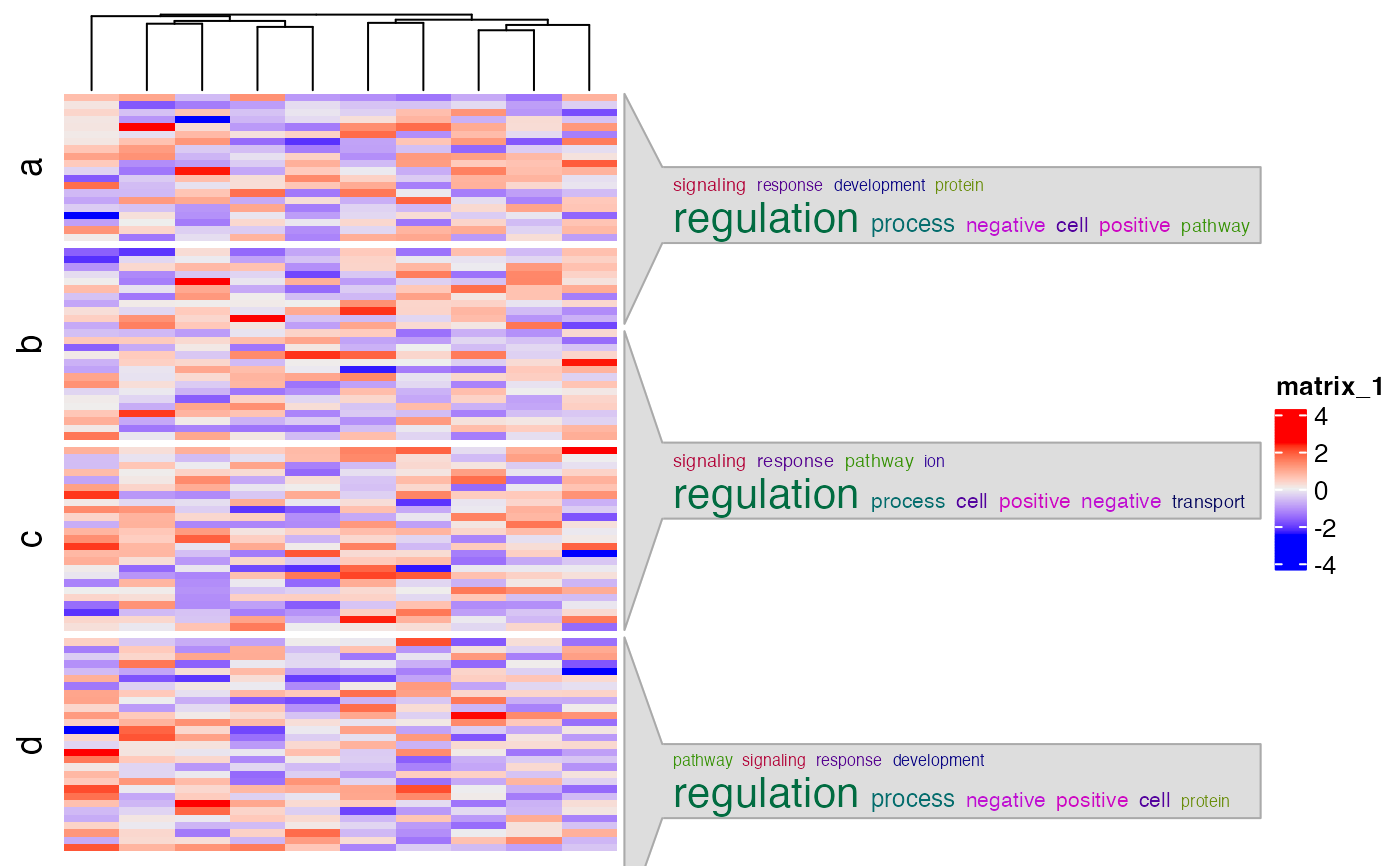 a
signaling response development protein
regulation process negative cell positive pathway
b
signaling response pathway ion
regulation process cell positive negative transport
c
d
pathway signaling response development
regulation process negative positive cell protein
matrix_1
4
2
0
-2
-4